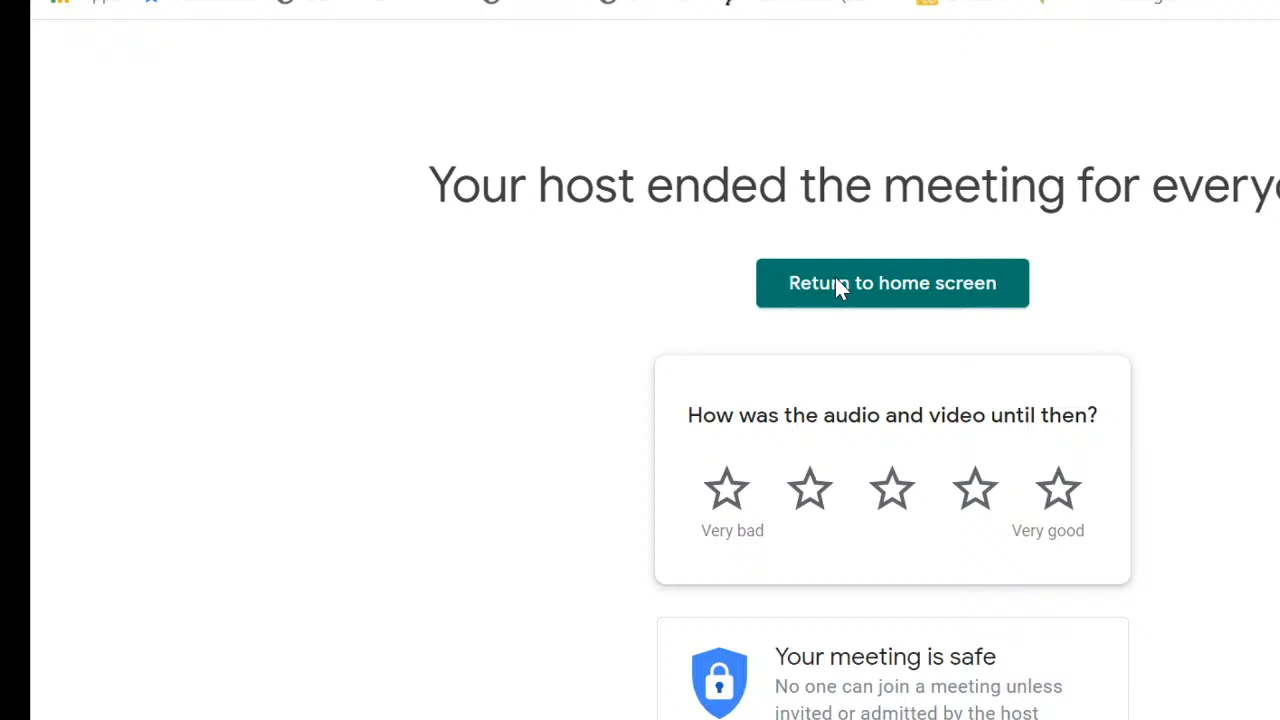 Your host ended the meeting for every
Return to home screen
How was the audio and video until then?
Very bad
Very good
Your meeting is safe
No one can join a meeting unless
invited or admitted by the host